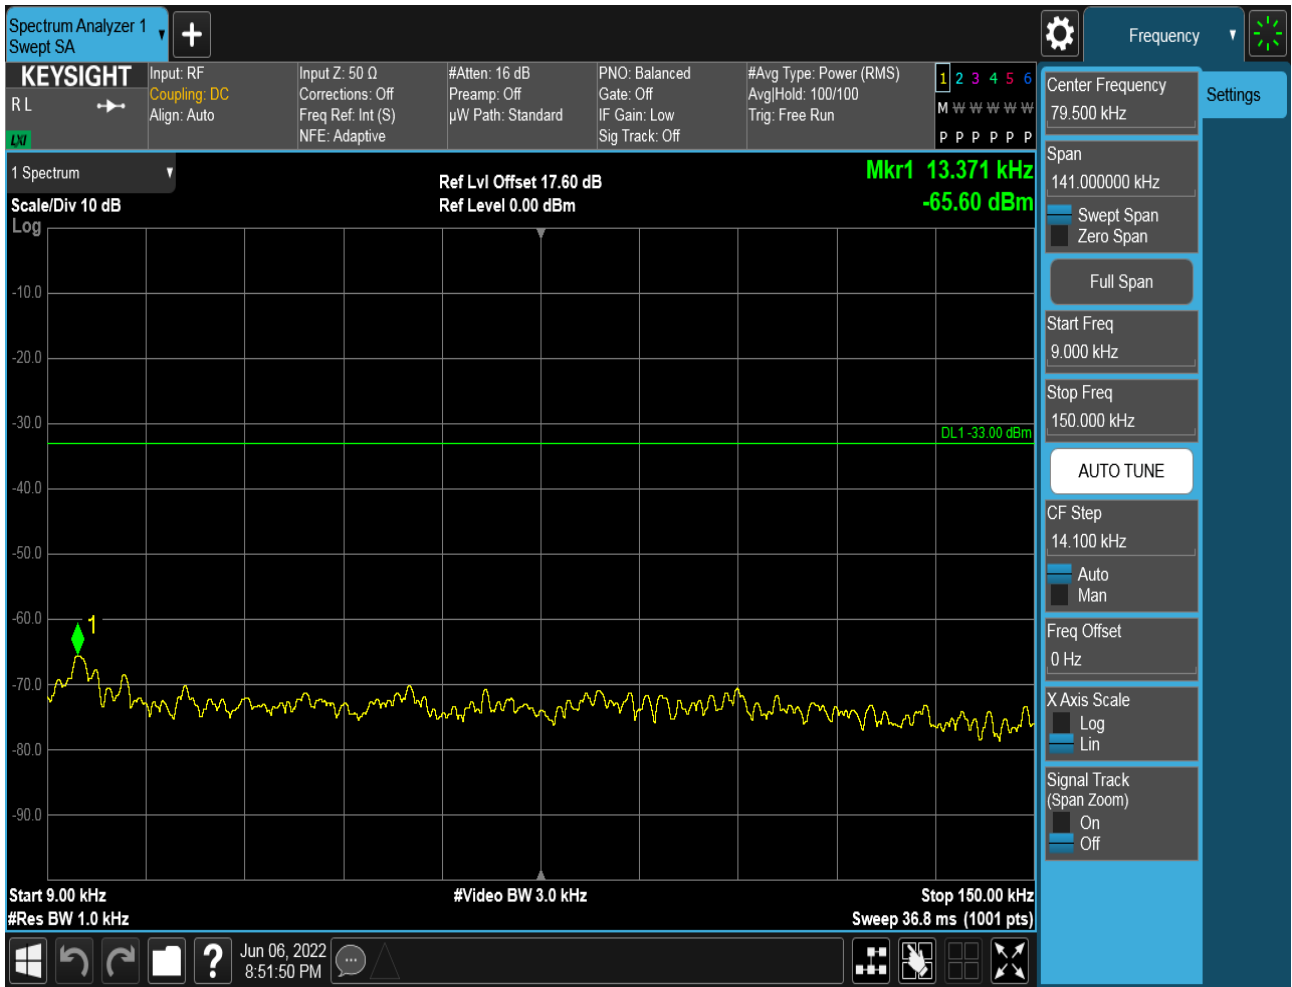 Spectrum Analyzer 1
Swept SA
Frequency
KEYSIGHT
R L
LXI
Input: RF
Coupling: DC
Align: Auto
Input Z: 50 Ω
Corrections: Off
Freq Ref: Int (S)
NFE: Adaptive
#Atten: 16 dB
Preamp: Off
µW Path: Standard
PNO: Balanced
Gate: Off
IF Gain: Low
Sig Track: Off
#Avg Type: Power (RMS)
Avg|Hold: 100/100
Trig: Free Run
1 2 3 4 5 6
M W W W W W
P P P P P P
1 Spectrum
Scale/Div 10 dB
Log
Ref Lvl Offset 17.60 dB
Ref Level 0.00 dBm
Mkr1 13.371 kHz
-65.60 dBm
-10.0
-20.0
-30.0
DL1 -33.00 dBm
-40.0
-50.0
-60.0
1
-70.0
-80.0
-90.0
Start 9.00 kHz
#Res BW 1.0 kHz
#Video BW 3.0 kHz
Stop 150.00 kHz
Sweep 36.8 ms (1001 pts)
?
Jun 06, 2022
8:51:50 PM
Center Frequency
79.500 kHz
Settings
Span
141.000000 kHz
Swept Span
Zero Span
Full Span
Start Freq
9.000 kHz
Stop Freq
150.000 kHz
AUTO TUNE
CF Step
14.100 kHz
Auto
Man
Freq Offset
0 Hz
X Axis Scale
Log
Lin
Signal Track
(Span Zoom)
On
Off